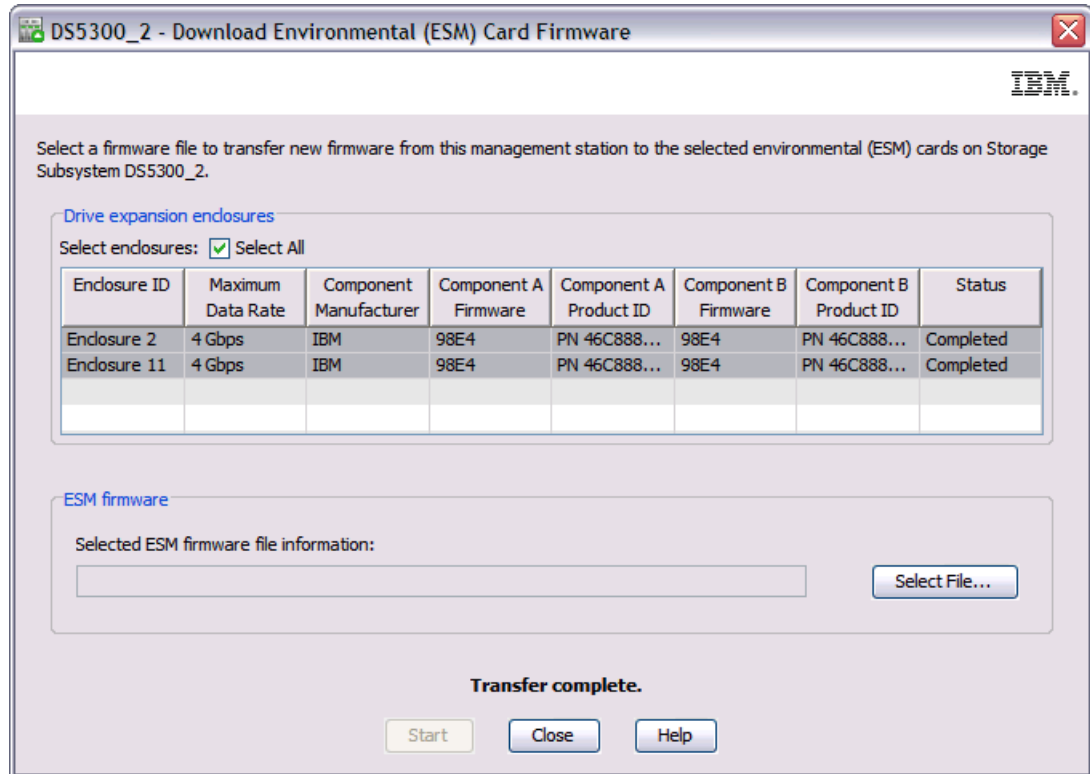 DS5300_2 - Download Environmental (ESM) Card Firmware
IBM.
Select a firmware file to transfer new firmware from this management station to the selected environmental (ESM) cards on Storage
Subsystem DS5300_2.
Drive expansion enclosures
Select enclosures: Select All
Enclosure ID Maximum Data Rate Component Manufacturer Component A Firmware Component A Product ID Component B Firmware Component B Product ID Status
Enclosure 2 4 Gbps IBM 98E4 PN 46C888... 98E4 PN 46C888... Completed
Enclosure 11 4 Gbps IBM 98E4 PN 46C888... 98E4 PN 46C888... Completed
ESM firmware
Selected ESM firmware file information:
Select File...
Transfer complete.
Start Close Help